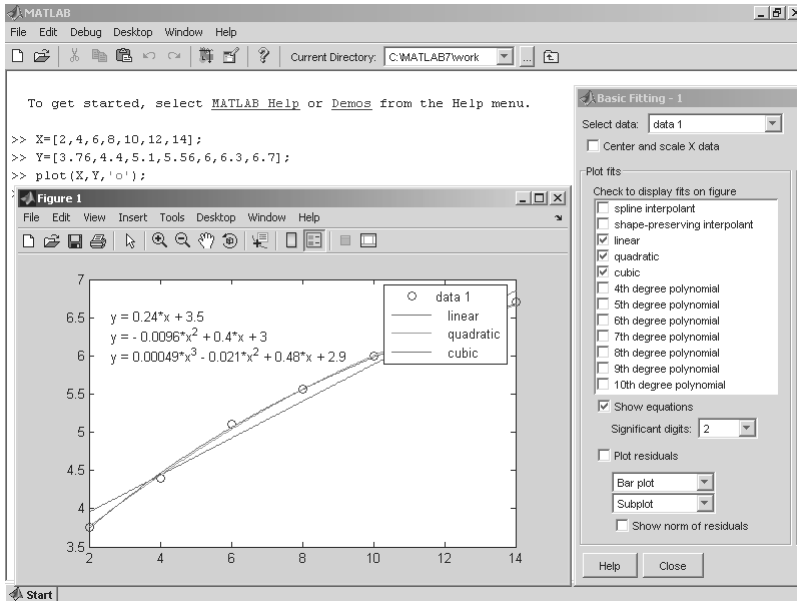 MATLAB
File Edit Debug Desktop Window Help
Current Directory: C:\MATLAB7\work
To get started, select MATLAB Help or Demos from the Help menu.
>> X=[2,4,6,8,10,12,14];
>> Y=[3.76,4.4,5.1,5.56,6,6.3,6.7];
>> plot(X,Y,'o');
Figure 1
File Edit View Insert Tools Desktop Window Help
7
6.5
6
5.5
5
4.5
4
3.5
2 4 6 8 10 12 14
y = 0.24*x + 3.5
y = - 0.0096*x² + 0.4*x + 3
y = 0.00049*x³ - 0.021*x² + 0.48*x + 2.9
data 1
linear
quadratic
cubic
Basic Fitting - 1
Select data: data 1
Center and scale X data
Plot fits
Check to display fits on figure
spline interpolant
shape-preserving interpolant
linear
quadratic
cubic
4th degree polynomial
5th degree polynomial
6th degree polynomial
7th degree polynomial
8th degree polynomial
9th degree polynomial
10th degree polynomial
Show equations
Significant digits: 2
Plot residuals
Bar plot
Subplot
Show norm of residuals
Help Close
Start